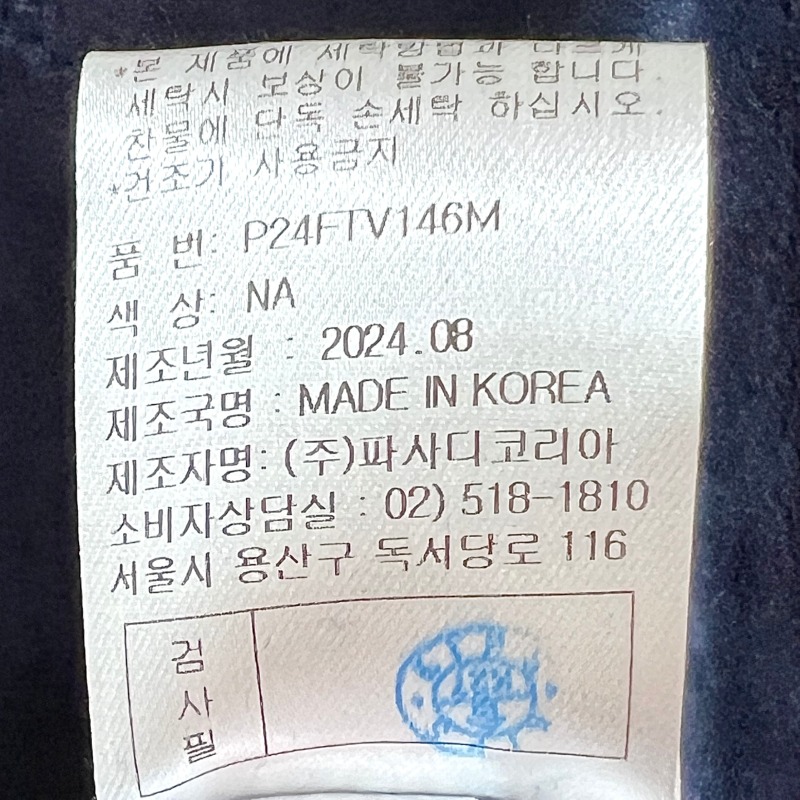 *본 제품에 세탁방법과 다르게
세탁시 보상이 불가능 합니다.
찬물에 단독 손세탁 하십시오.
*건조기 사용금지
품 번: P24FTV146M
색 상: NA
제조년월 : 2024.08
제조국명 : MADE IN KOREA
제조자명: (주)파사디코리아
소비자상담실 : 02) 518-1810
서울시 용산구 독서당로 116
검사필